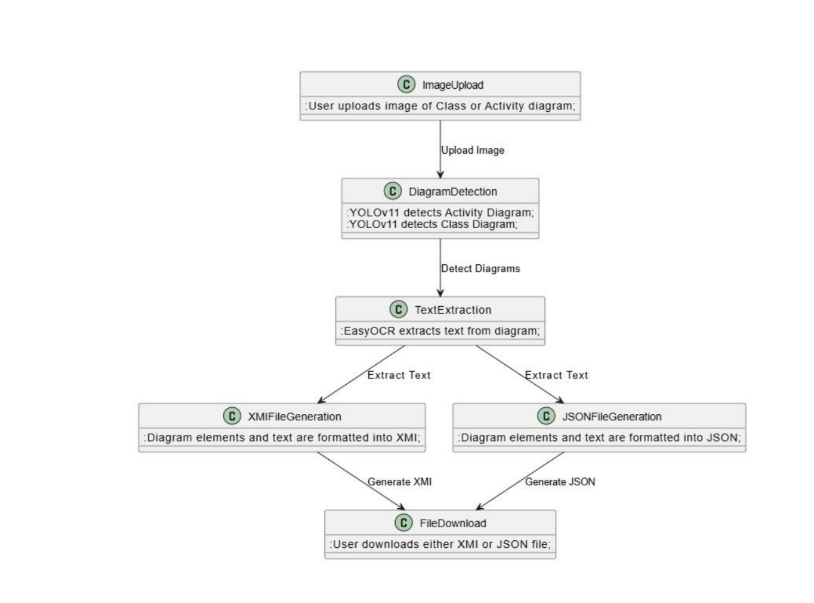 C ImageUpload
:User uploads image of Class or Activity diagram;
Upload Image
C DiagramDetection
:YOLOv11 detects Activity Diagram;
:YOLOv11 detects Class Diagram;
Detect Diagrams
C TextExtraction
:EasyOCR extracts text from diagram;
Extract Text
Extract Text
C XMIFileGeneration
:Diagram elements and text are formatted into XMI;
C JSONFileGeneration
:Diagram elements and text are formatted into JSON;
Generate XMI
Generate JSON
C FileDownload
:User downloads either XMI or JSON file;